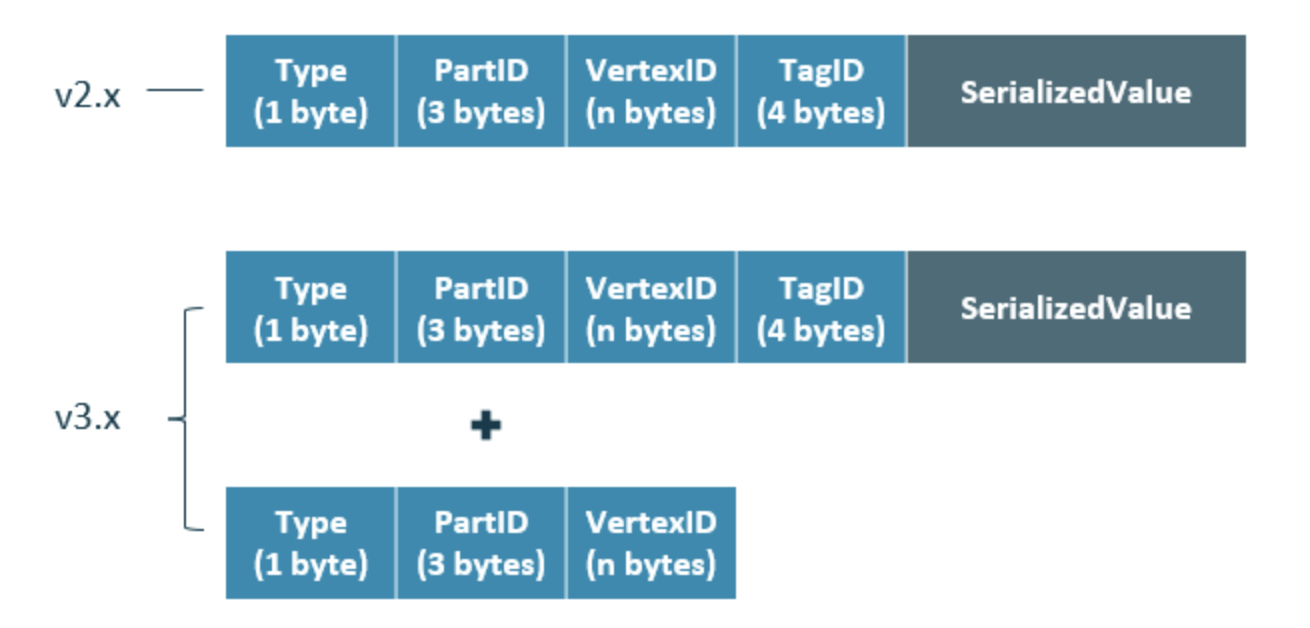 v2.x
Type PartID VertexID TagID SerializedValue
(1 byte) (3 bytes) (n bytes) (4 bytes)
v3.x
Type PartID VertexID TagID SerializedValue
(1 byte) (3 bytes) (n bytes) (4 bytes)
+
Type PartID VertexID
(1 byte) (3 bytes) (n bytes)